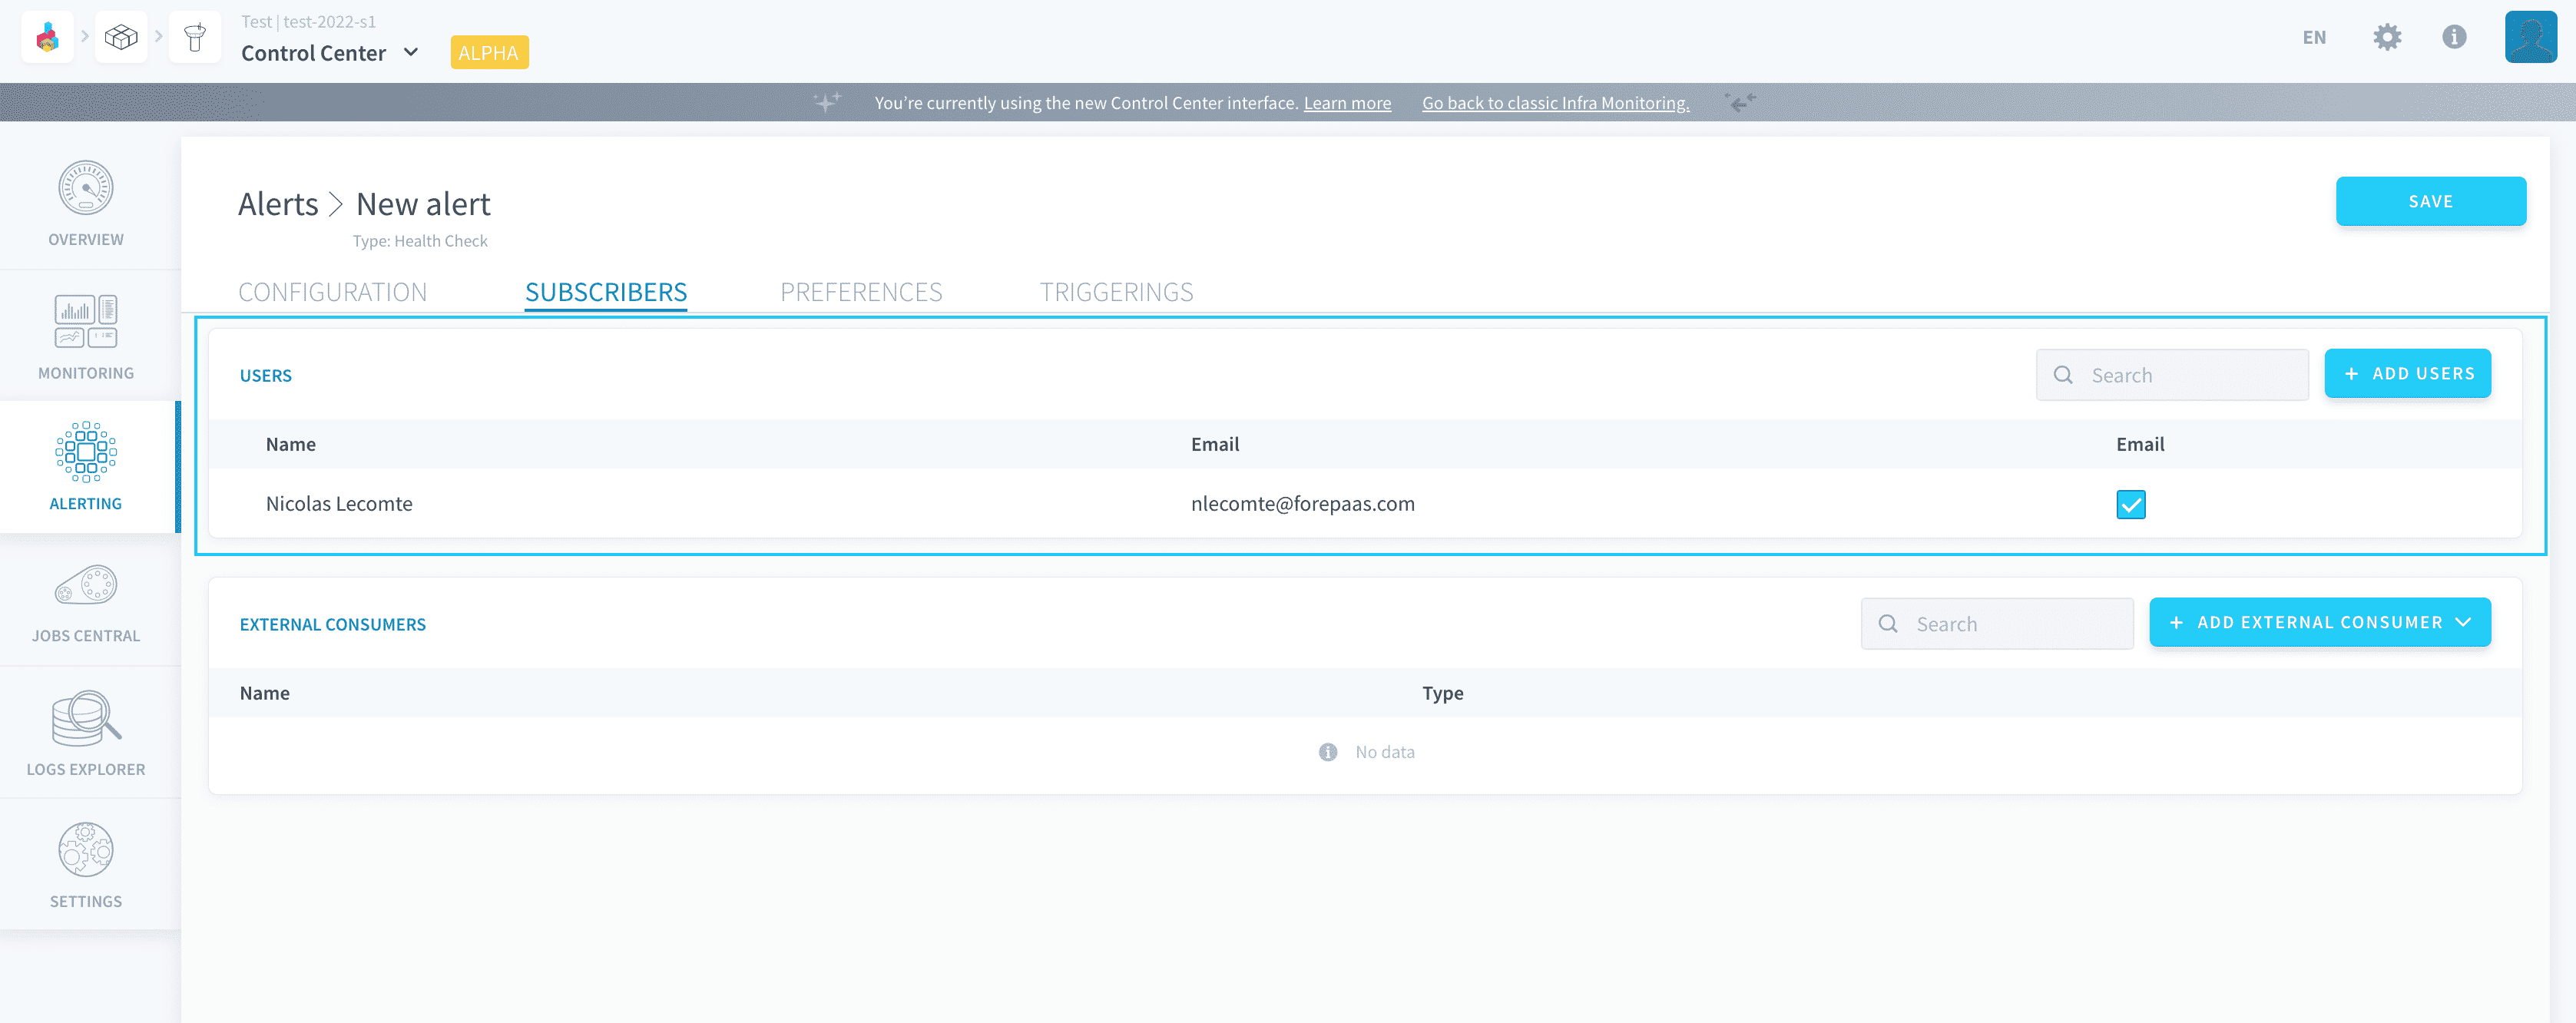 Test | test-2022-s1
Control Center
ALPHA
EN
You're currently using the new Control Center interface. Learn more Go back to classic Infra Monitoring.
OVERVIEW
MONITORING
ALERTING
JOBS CENTRAL
LOGS EXPLORER
SETTINGS
Alerts > New alert
Type: Health Check
SAVE
CONFIGURATION SUBSCRIBERS PREFERENCES TRIGGERINGS
USERS
Search
+ ADD USERS
Name Email Email
Nicolas Lecomte nlecomte@forepaas.com
EXTERNAL CONSUMERS
Search
+ ADD EXTERNAL CONSUMER
Name Type
No data